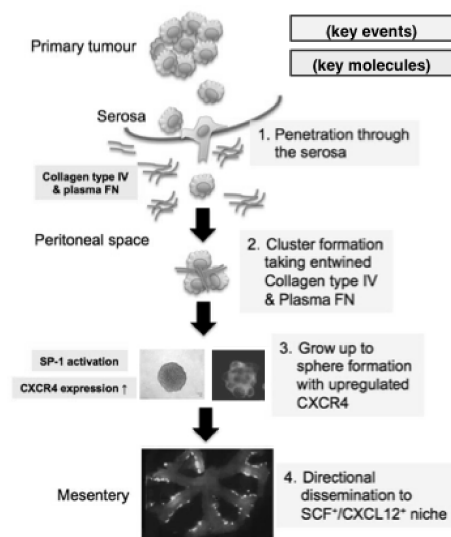 (key events)
(key molecules)
Primary tumour
Serosa
1. Penetration through
the serosa
Collagen type IV
& plasma FN
Peritoneal space
2. Cluster formation
taking entwined
Collagen type IV
& Plasma FN
SP-1 activation
CXCR4 expression ↑
3. Grow up to
sphere formation
with upregulated
CXCR4
Mesentery
4. Directional
dissemination to
SCF⁺/CXCL12⁺ niche